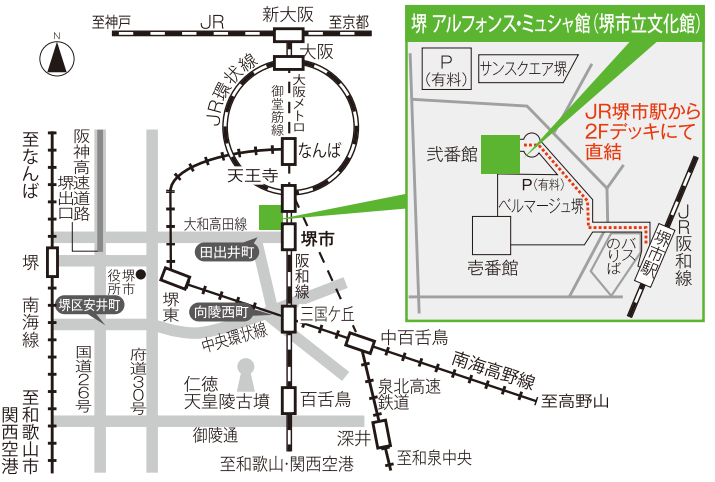 至神戸
JR
新大阪
至京都
N
大阪
JR環状線
大阪メトロ
御堂筋線
なんば
天王寺
至なんば
阪神高速道路
堺出口
大和高田線
堺市
田出井町
阪和線
堺
堺市
役所
堺東
向陵西町
三国ケ丘
堺区安井町
中央環状線
南海線
中百舌鳥
南海高野線
至高野山
国道26号
府道30号
仁徳
天皇陵古墳
百舌鳥
泉北高速
鉄道
御陵通
深井
至和歌山市
関西空港
至和歌山・関西空港
至和泉中央
堺 アルフォンス・ミュシャ館(堺市立文化館)
P
(有料)
サンスクエア堺
JR堺市駅から
2Fデッキにて
直結
弐番館
P(有料)
ベルマージュ堺
壱番館
バス
のりば
堺市駅
JR阪和線